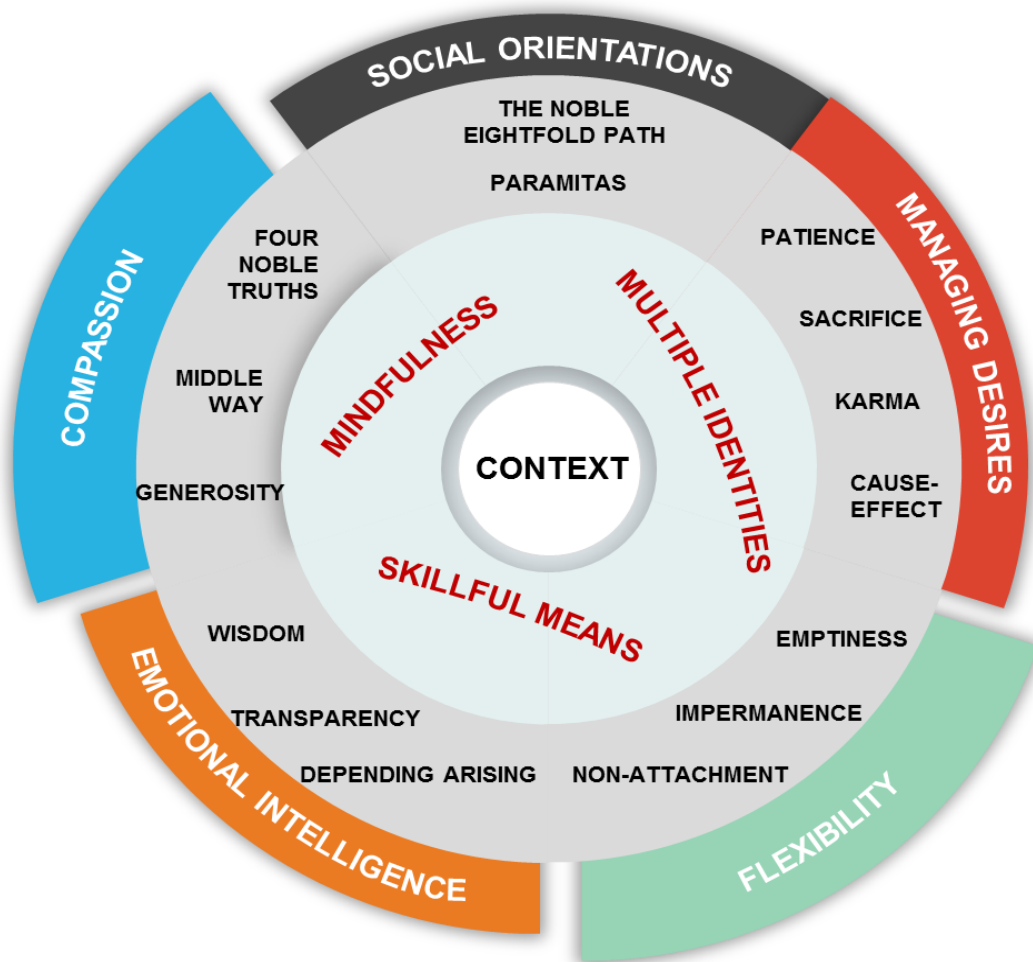 SOCIAL ORIENTATIONS
THE NOBLE
EIGHTFOLD PATH
PARAMITAS
MANAGING DESIRES
PATIENCE
SACRIFICE
KARMA
CAUSE-
EFFECT
FLEXIBILITY
EMPTINESS
IMPERMANENCE
NON-ATTACHMENT
EMOTIONAL INTELLIGENCE
WISDOM
TRANSPARENCY
DEPENDING ARISING
COMPASSION
FOUR
NOBLE
TRUTHS
MIDDLE
WAY
GENEROSITY
MINDFULNESS
MULTIPLE IDENTITIES
SKILLFUL MEANS
CONTEXT